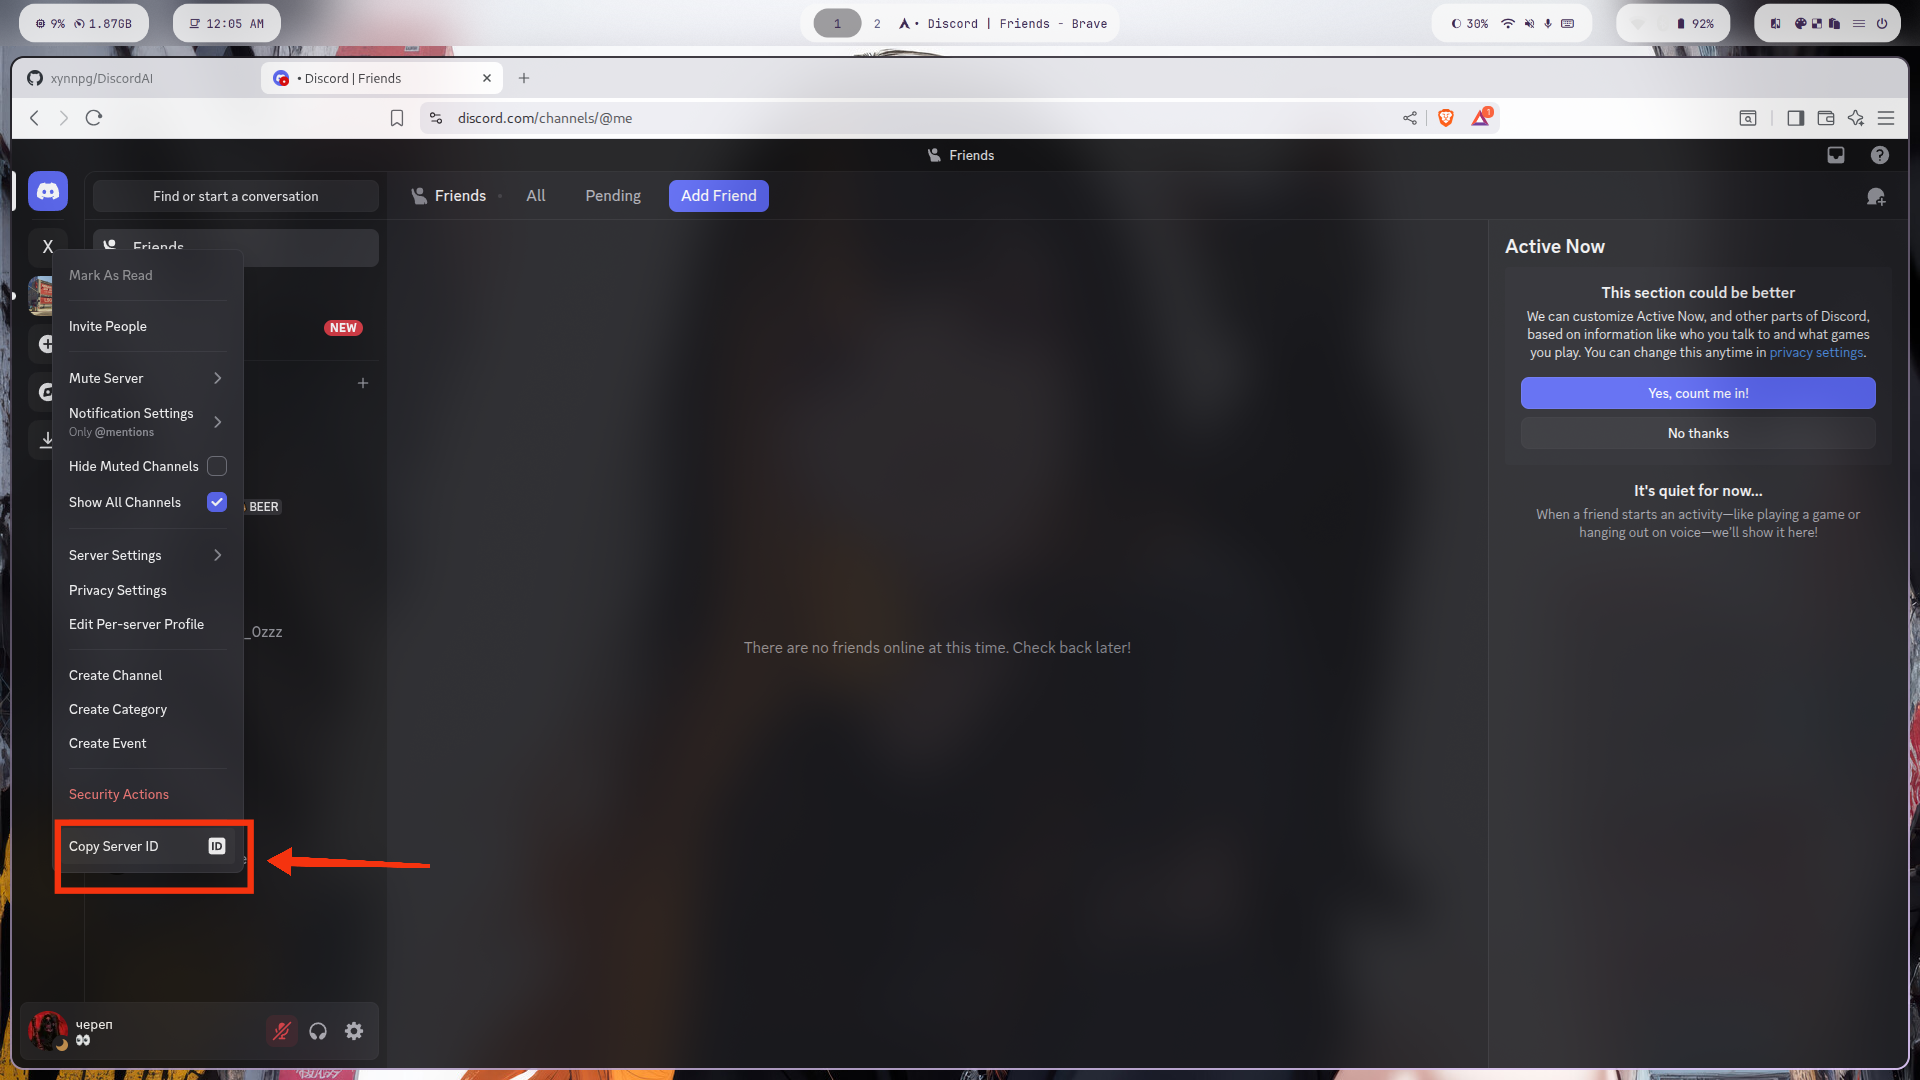 9% 1.87GB
12:05 AM
1 2 • Discord | Friends - Brave
30%
92%
xynnpg/DiscordAI
• Discord | Friends
discord.com/channels/@me
1
Friends
Find or start a conversation
Friends
All
Pending
Add Friend
X
Friends
Mark As Read
Invite People
NEW
Mute Server
Notification Settings
Only @mentions
Hide Muted Channels
Show All Channels
BEER
Server Settings
Privacy Settings
Edit Per-server Profile
_0zzz
Create Channel
Create Category
Create Event
Security Actions
Copy Server ID
ID
There are no friends online at this time. Check back later!
Active Now
This section could be better
We can customize Active Now, and other parts of Discord,
based on information like who you talk to and what games
you play. You can change this anytime in privacy settings.
Yes, count me in!
No thanks
It's quiet for now...
When a friend starts an activity—like playing a game or
hanging out on voice—we'll show it here!
череп